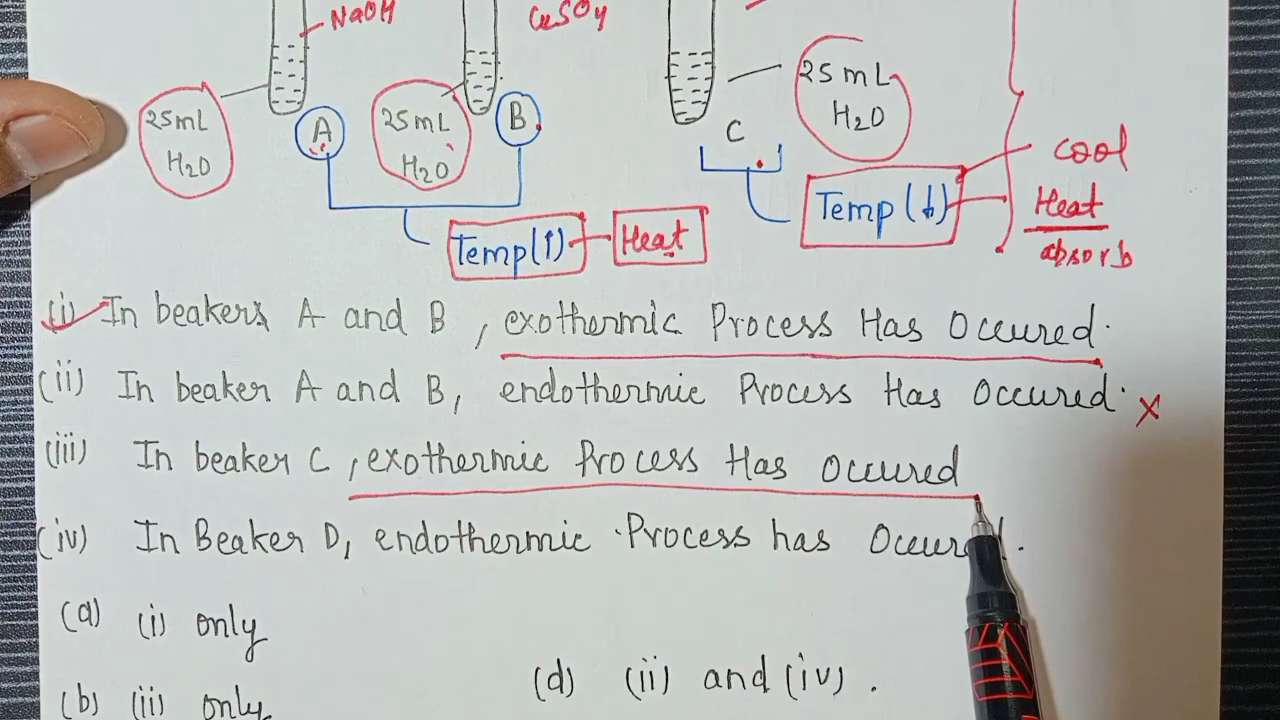 NaOH
CuSO4
25mL
H2O
A
25mL
H2O
B
C
25mL
H2O
Temp(↑)
Heat
Temp(↓)
cool
Heat
absorb
(i) In beakers A and B, exothermic Process Has Occured.
(ii) In beaker A and B, endothermic Process Has Occured. x
(iii) In beaker C, exothermic Process Has Occured
(iv) In Beaker D, endothermic Process has Occured.
(a) (i) only
(b) (ii) only
(d) (ii) and (iv).